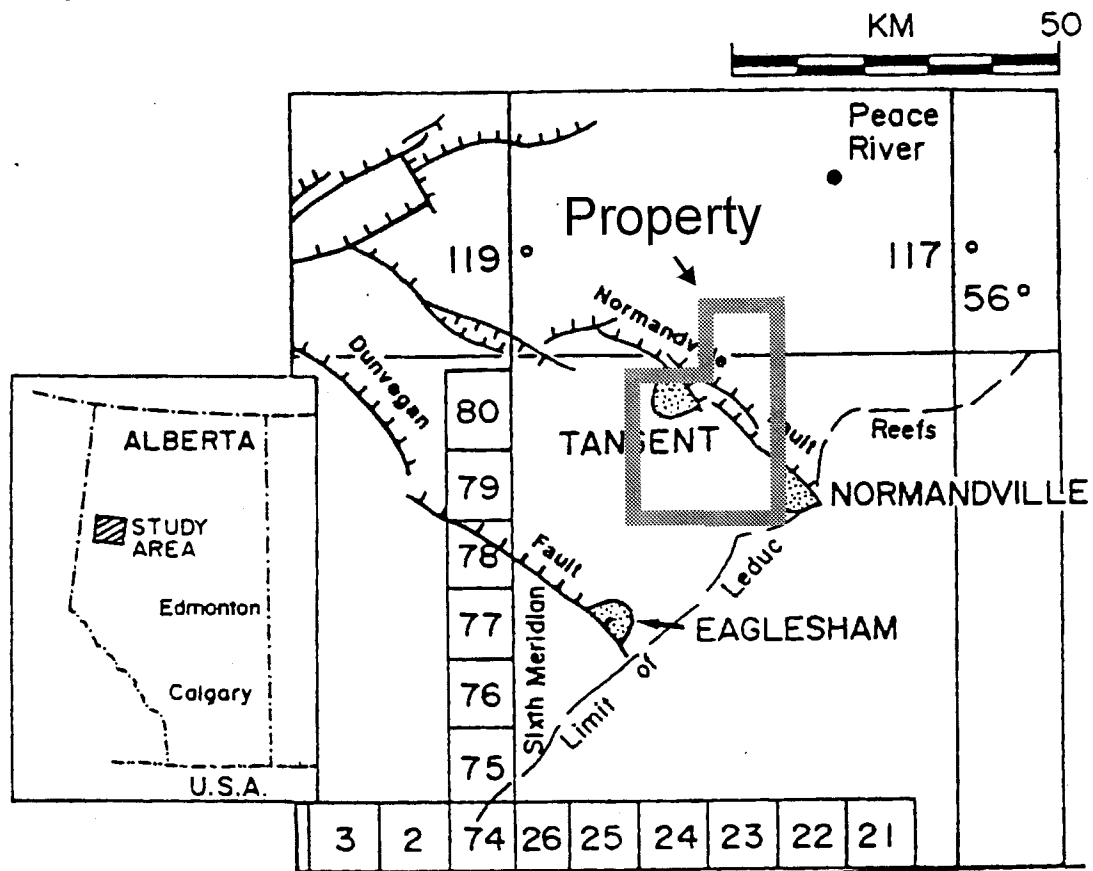 KM 50
Peace
River
Property
119°
117°
56°
Normandville
Fault
Dunvegan
Fault
80
79
78
77
76
75
TANGENT
Reefs
NORMANDVILLE
Leduc
of
Limit
EAGLESHAM
Sixth Meridian
ALBERTA
STUDY
AREA
Edmonton
Calgary
U.S.A.
3 2 74 26 25 24 23 22 21